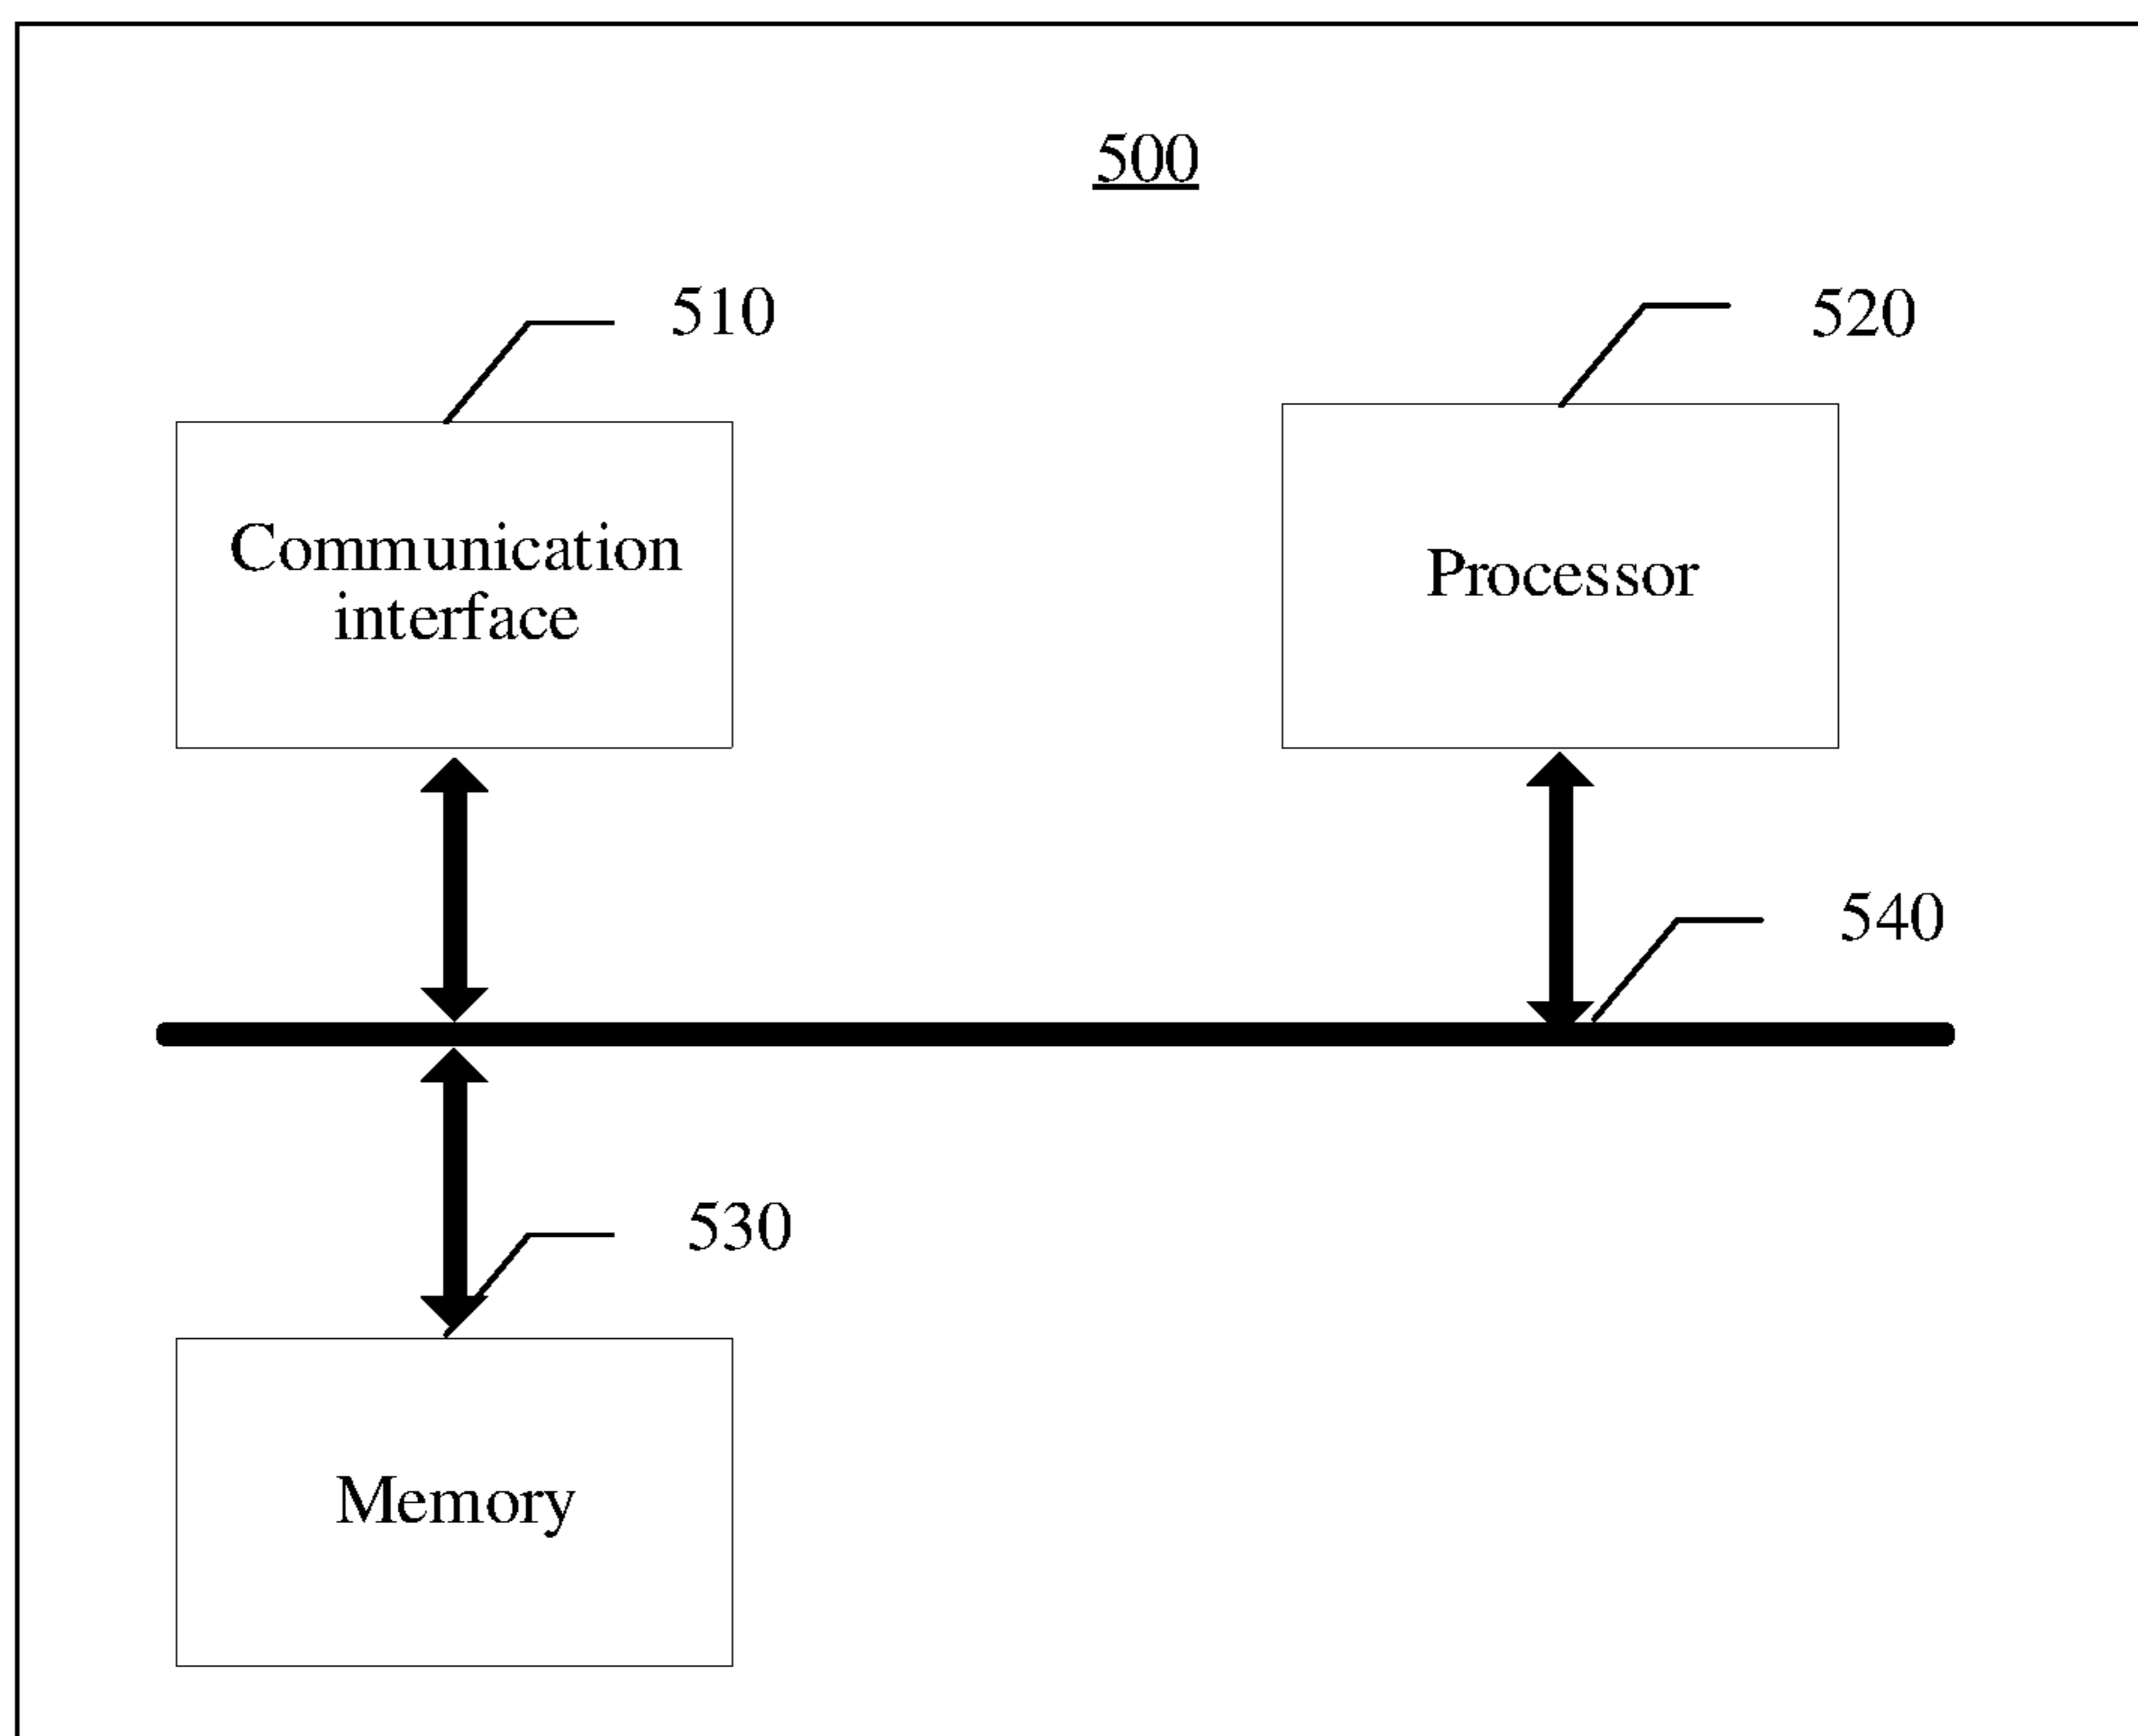 500
510
520
Communication
interface
Processor
540
530
Memory